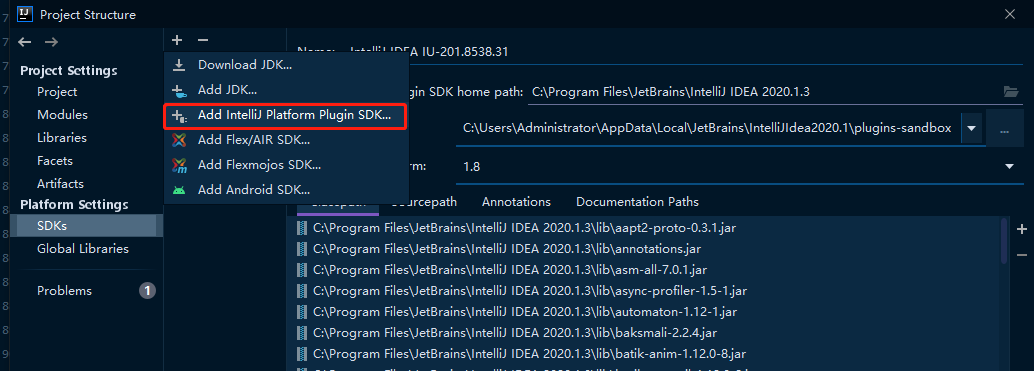 Project Structure
Project Settings
Project
Modules
Libraries
Facets
Artifacts
Platform Settings
SDKs
Global Libraries
Problems
1
Download JDK...
Add JDK...
Add IntelliJ Platform Plugin SDK...
Add Flex/AIR SDK...
Add Flexmojos SDK...
Add Android SDK...
IntelliJ IDEA IU-201.8538.31
SDK home path: C:\Program Files\JetBrains\IntelliJ IDEA 2020.1.3
C:\Users\Administrator\AppData\Local\JetBrains\IntelliJIdea2020.1\plugins-sandbox
...
1.8
Annotations
Documentation Paths
C:\Program Files\JetBrains\IntelliJ IDEA 2020.1.3\lib\aapt2-proto-0.3.1.jar
C:\Program Files\JetBrains\IntelliJ IDEA 2020.1.3\lib\annotations.jar
C:\Program Files\JetBrains\IntelliJ IDEA 2020.1.3\lib\asm-all-7.0.1.jar
C:\Program Files\JetBrains\IntelliJ IDEA 2020.1.3\lib\async-profiler-1.5-1.jar
C:\Program Files\JetBrains\IntelliJ IDEA 2020.1.3\lib\automaton-1.12-1.jar
C:\Program Files\JetBrains\IntelliJ IDEA 2020.1.3\lib\baksmali-2.2.4.jar
C:\Program Files\JetBrains\IntelliJ IDEA 2020.1.3\lib\batik-anim-1.12.0-8.jar